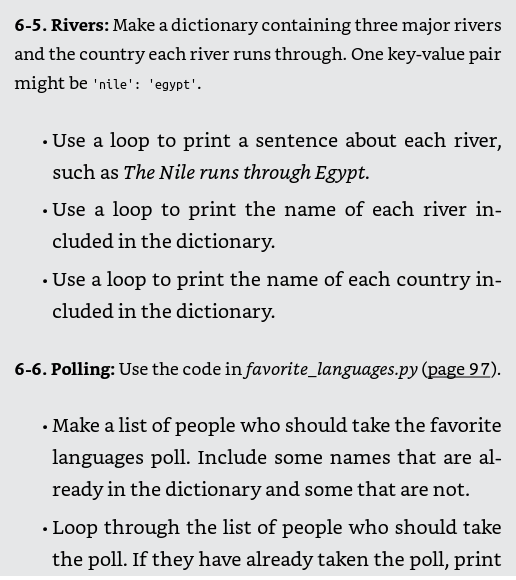 6-5. Rivers: Make a dictionary containing three major rivers
and the country each river runs through. One key-value pair
might be 'nile': 'egypt'.
• Use a loop to print a sentence about each river,
such as The Nile runs through Egypt.
• Use a loop to print the name of each river in-
cluded in the dictionary.
• Use a loop to print the name of each country in-
cluded in the dictionary.
6-6. Polling: Use the code in favorite_languages.py (page 97).
• Make a list of people who should take the favorite
languages poll. Include some names that are al-
ready in the dictionary and some that are not.
• Loop through the list of people who should take
the poll. If they have already taken the poll, print